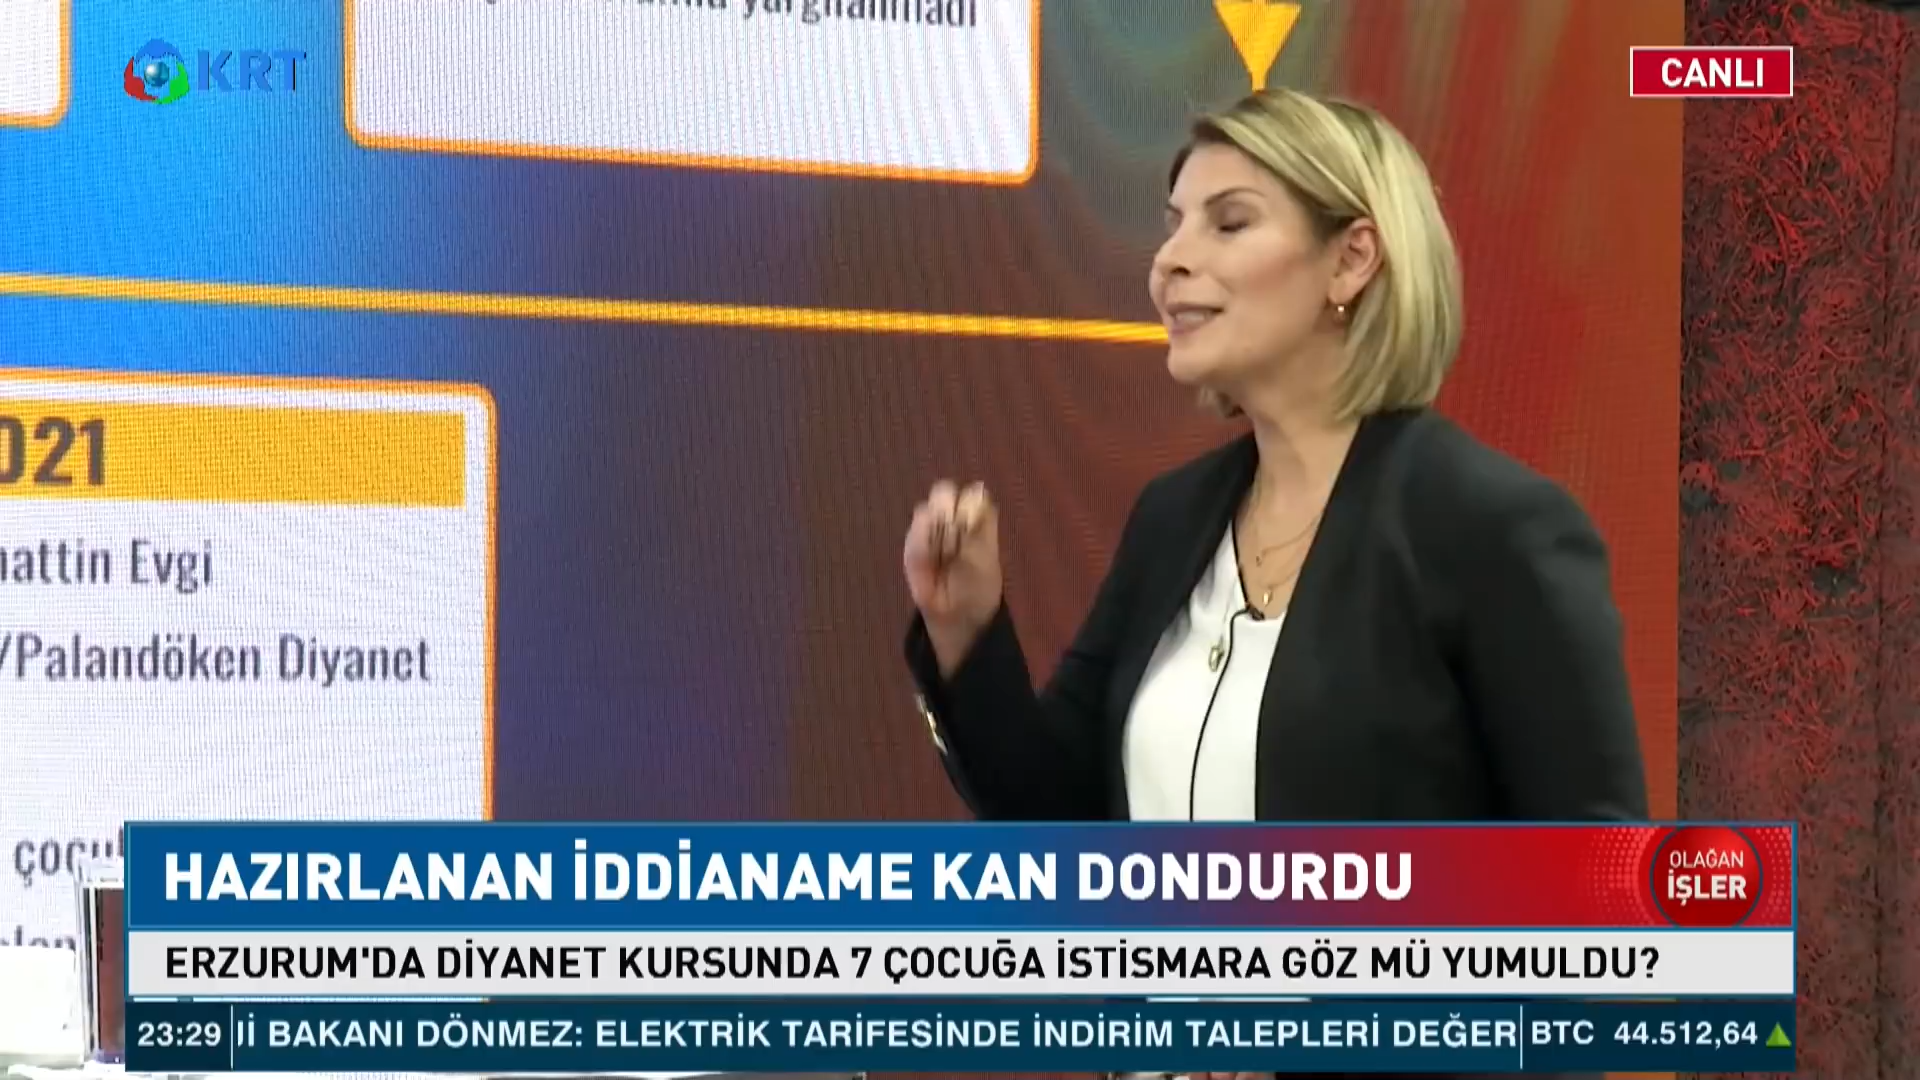 yargılanmadı
KRT
CANLI
021
Evgi
/Palandöken Diyanet
HAZIRLANAN İDDİANAME KAN DONDURDU
OLAĞAN
İŞLER
ERZURUM'DA DİYANET KURSUNDA 7 ÇOCUĞA İSTİSMARA GÖZ MÜ YUMULDU?
23:29 BAKANI DÖNMEZ: ELEKTRİK TARİFESİNDE İNDİRİM TALEPLERİ DEĞER BTC 44.512,64